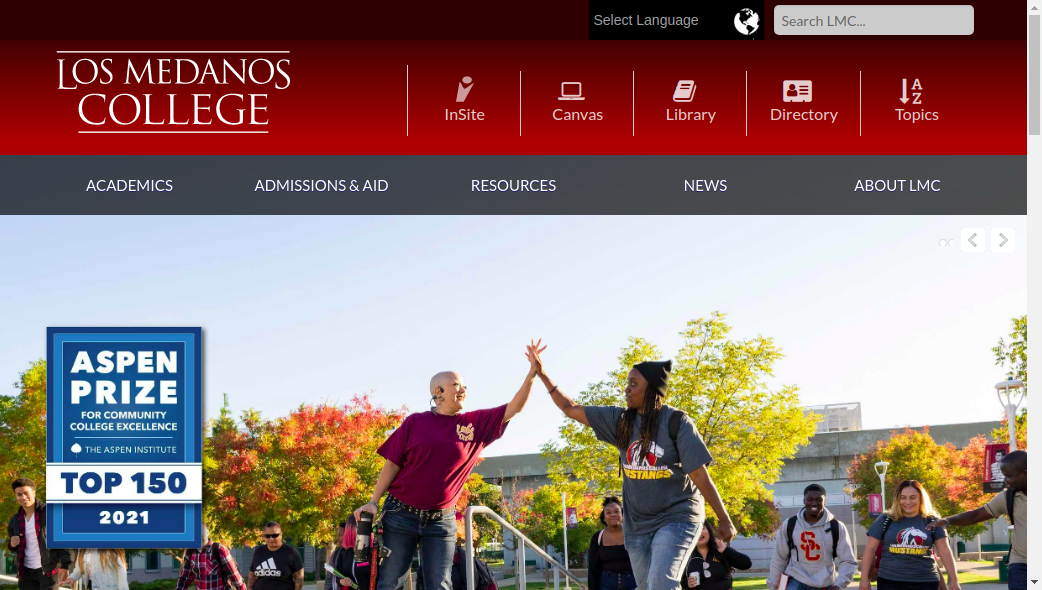 Select Language
Search LMC...
LOS MEDANOS
COLLEGE
InSite
Canvas
Library
Directory
Topics
ACADEMICS
ADMISSIONS & AID
RESOURCES
NEWS
ABOUT LMC
ASPEN
PRIZE
FOR COMMUNITY
COLLEGE EXCELLENCE
THE ASPEN INSTITUTE
TOP 150
2021
MUSTANGS
adidas
SC
MUSTANGS